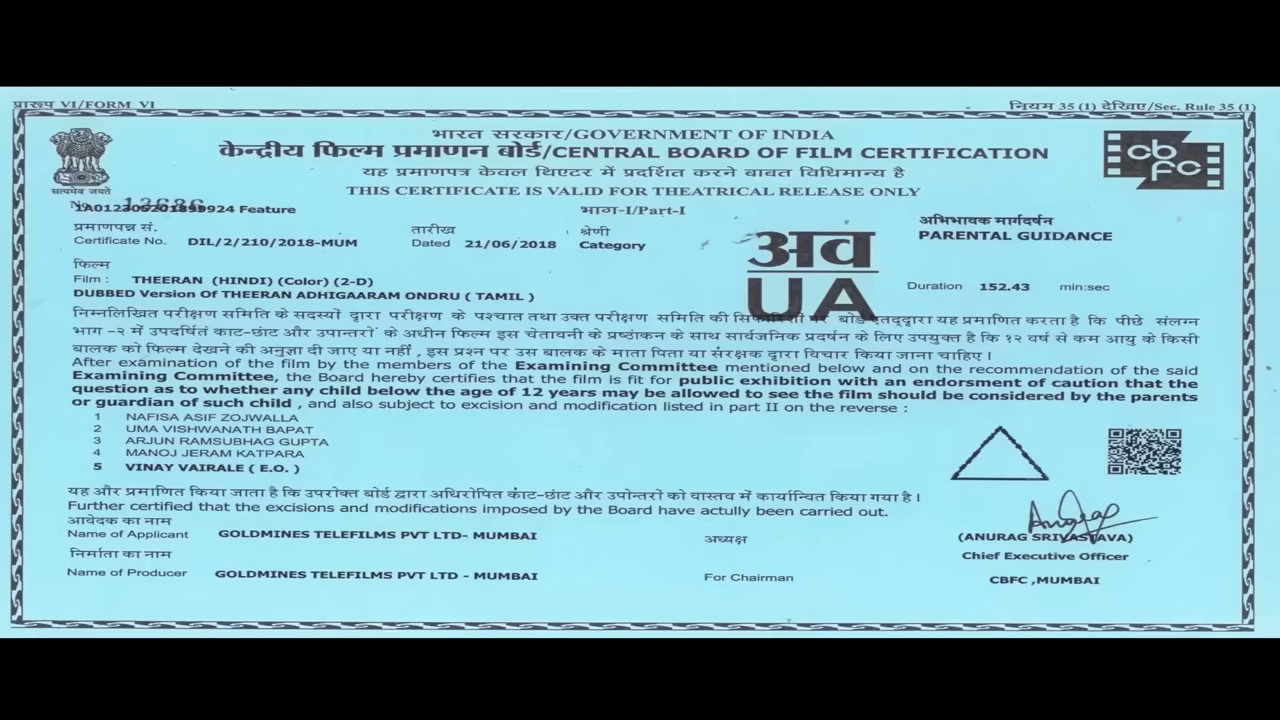 प्रारूप VI/FORM VI
नियम 35 (1) देखिए/Sec. Rule 35 (1)
भारत सरकार/GOVERNMENT OF INDIA
केन्द्रीय फिल्म प्रमाणन बोर्ड/CENTRAL BOARD OF FILM CERTIFICATION
cb
fc
यह प्रमाणपत्र केवल थिएटर में प्रदर्शित करने बाबत विधिमान्य है
सत्यमेव जयते
THIS CERTIFICATE IS VALID FOR THEATRICAL RELEASE ONLY
Feature
भाग-I/Part-I
अभिभावक मार्गदर्शन
प्रमाणपत्र सं.
तारीख
श्रेणी
PARENTAL GUIDANCE
Certificate No. DIL/2/210/2018-MUM Dated 21/06/2018 Category
अव
UA
फिल्म
Film : THEERAN (HINDI) (Color) (2-D)
Duration 152.43 min:sec
DUBBED Version Of THEERAN ADHIGAARAM ONDRU ( TAMIL )
निम्नलिखित परीक्षण समिति के सदस्यों द्वारा परीक्षण के पश्चात तथा उक्त परीक्षण समिति की सिफारिशों पर बोर्ड एतद्द्वारा यह प्रमाणित करता है कि पीछे संलग्न
भाग -२ में उपदर्षित काट-छांट और उपान्तरों के अधीन फिल्म इस चेतावनी के प्रष्ठांकन के साथ सार्वजनिक प्रदर्षन के लिए उपयुक्त है कि १२ वर्ष से कम आयु के किसी
बालक को फिल्म देखने की अनुज्ञा दी जाए या नहीं , इस प्रश्न पर उस बालक के माता पिता या संरक्षक द्वारा विचार किया जाना चाहिए ।
After examination of the film by the members of the Examining Committee mentioned below and on the recommendation of the said
Examining Committee, the Board hereby certifies that the film is fit for public exhibition with an endorsment of caution that the
question as to whether any child below the age of 12 years may be allowed to see the film should be considered by the parents
or guardian of such child , and also subject to excision and modification listed in part II on the reverse :
1 NAFISA ASIF ZOJWALLA
2 UMA VISHWANATH BAPAT
3 ARJUN RAMSUBHAG GUPTA
4 MANOJ JERAM KATPARA
5 VINAY VAIRALE ( E.O. )
यह और प्रमाणित किया जाता है कि उपरोक्त बोर्ड द्वारा अधिरोपित कांट-छांट और उपोन्तरों को वास्तव में कार्यान्वित किया गया है ।
Further certified that the excisions and modifications imposed by the Board have actully been carried out.
आवेदक का नाम
Name of Applicant GOLDMINES TELEFILMS PVT LTD- MUMBAI
अध्यक्ष
(ANURAG SRIVASTAVA)
निर्माता का नाम
Chief Executive Officer
Name of Producer GOLDMINES TELEFILMS PVT LTD - MUMBAI
For Chairman
CBFC ,MUMBAI